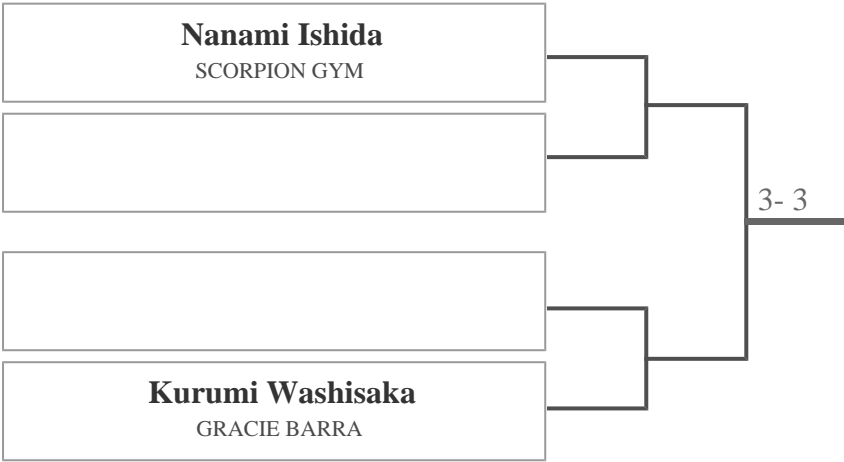 Nanami Ishida
SCORPION GYM
3- 3
Kurumi Washisaka
GRACIE BARRA